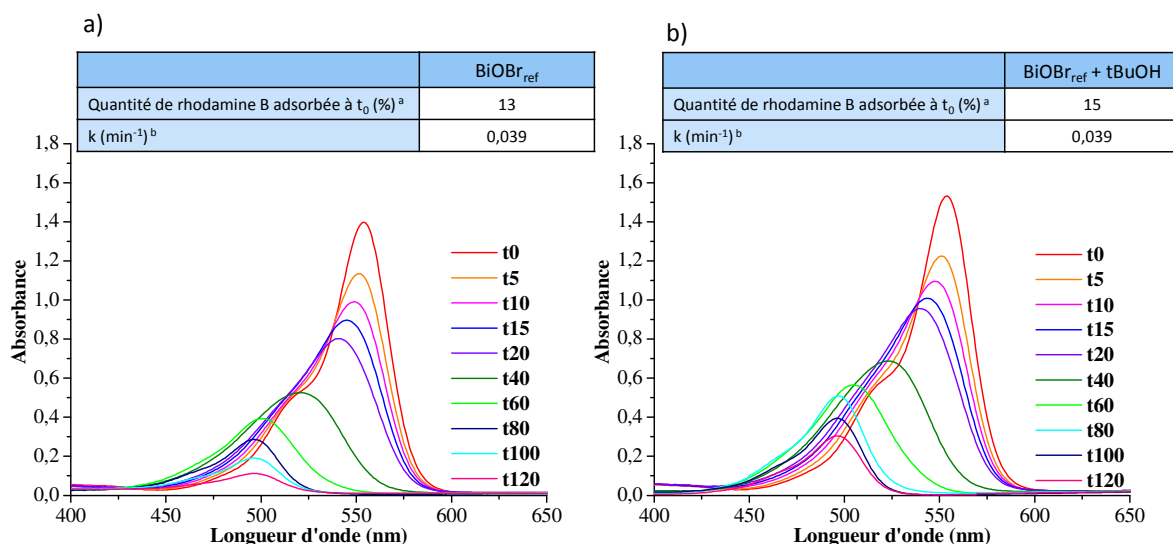 a)
BiOBr ref
Quantité de rhodamine B adsorbée à t0 (%) a
13
k (min-1) b
0,039
1,8
1,6
1,4
1,2
1,0
0,8
0,6
0,4
0,2
0,0
Absorbance
t0
t5
t10
t15
t20
t40
t60
t80
t100
t120
400 450 500 550 600 650
Longueur d'onde (nm)
b)
BiOBr ref + tBuOH
Quantité de rhodamine B adsorbée à t0 (%) a
15
k (min-1) b
0,039
1,8
1,6
1,4
1,2
1,0
0,8
0,6
0,4
0,2
0,0
Absorbance
t0
t5
t10
t15
t20
t40
t60
t80
t100
t120
400 450 500 550 600 650
Longueur d'onde (nm)